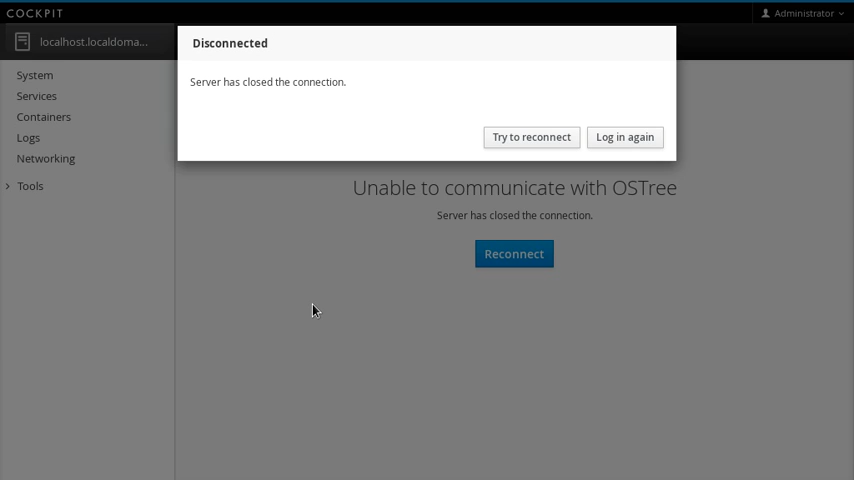 COCKPIT
Administrator
localhost.localdoma...
Disconnected
Server has closed the connection.
Try to reconnect
Log in again
System
Services
Containers
Logs
Networking
Tools
Unable to communicate with OSTree
Server has closed the connection.
Reconnect